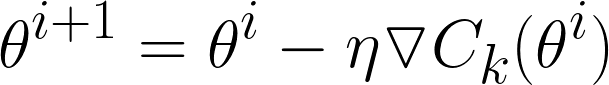 θ^{i+1} = θ^i − η▽C_k(θ^i)